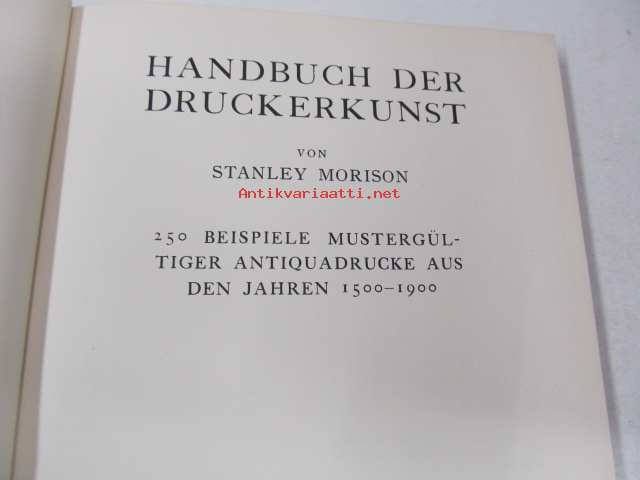 HANDBUCH DER
DRUCKERKUNST
VON
STANLEY MORISON
Antikvariaatti.net
250 BEISPIELE MUSTERGÜL-
TIGER ANTIQUADRUCKE AUS
DEN JAHREN 1500–1900